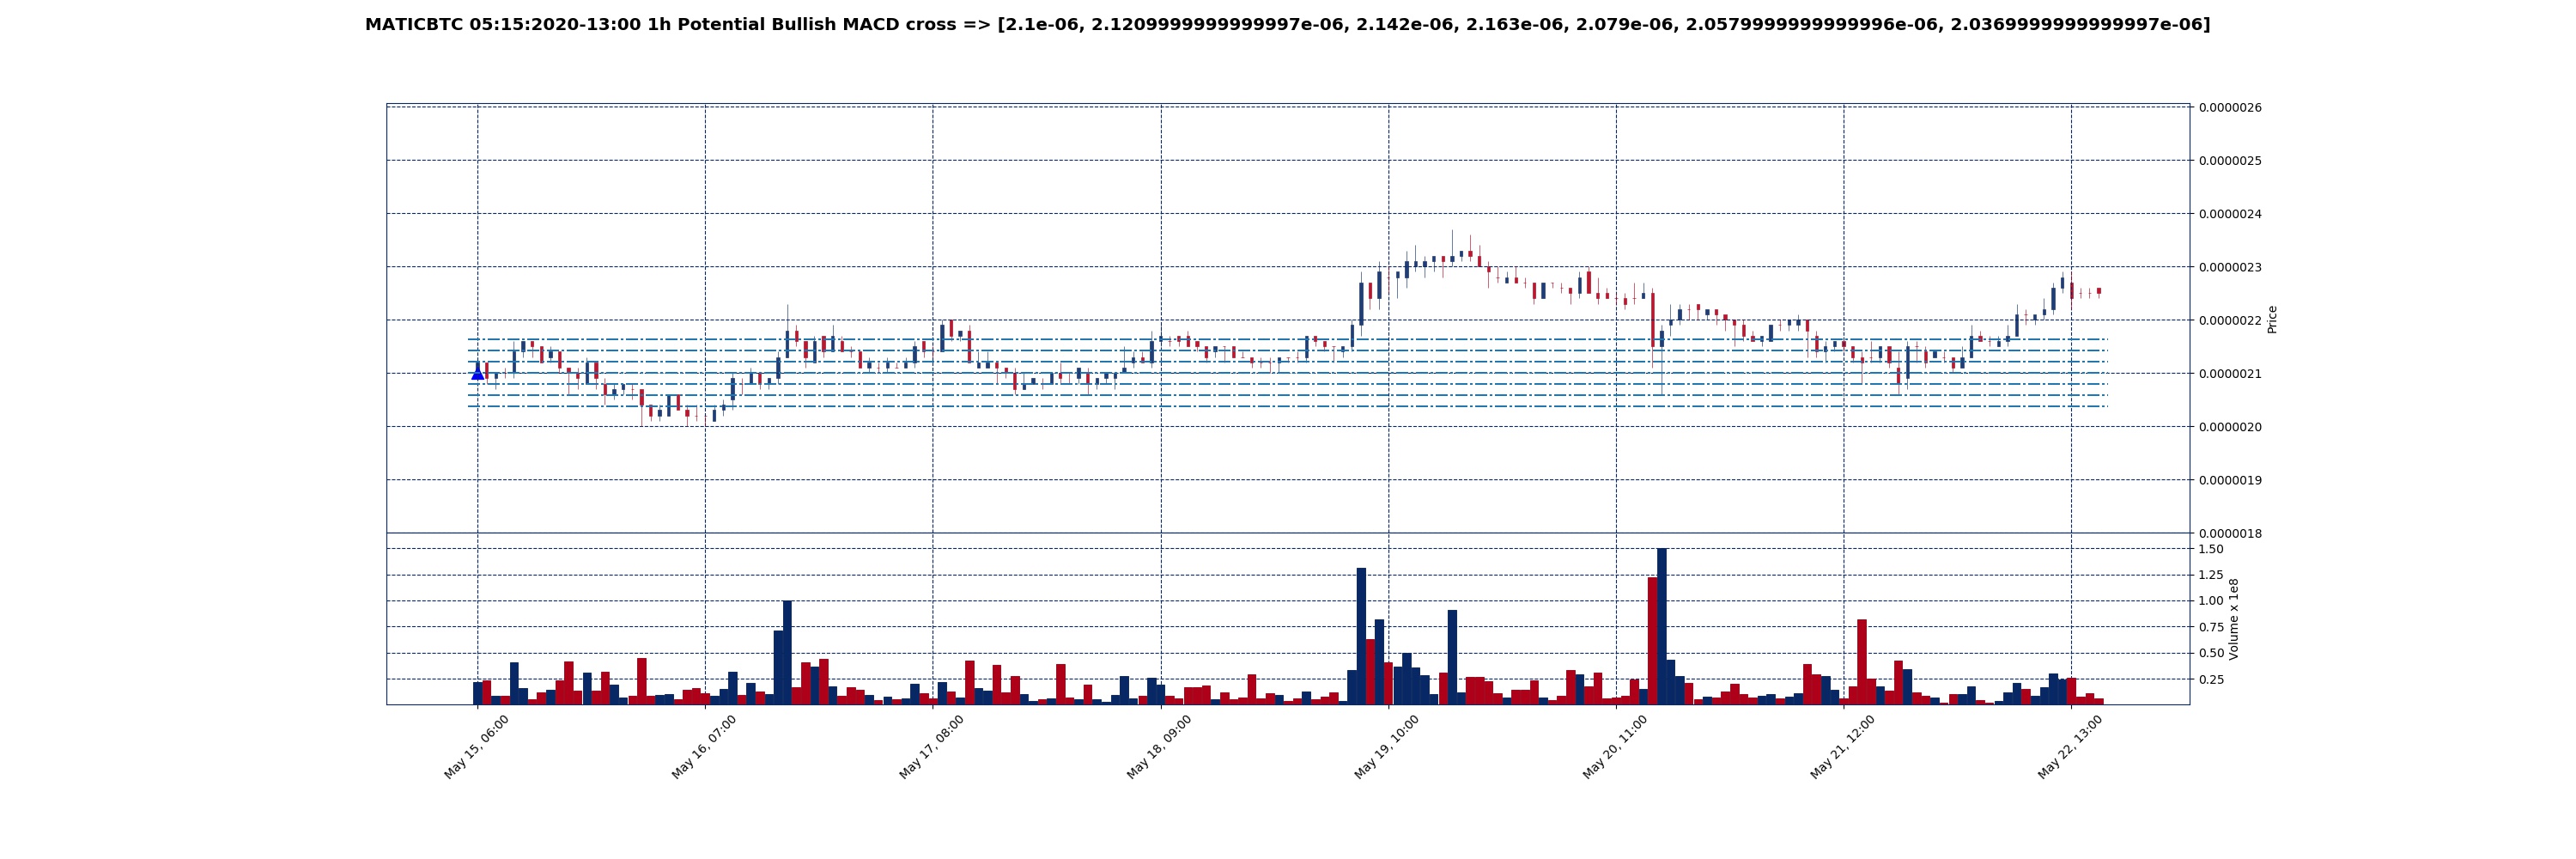 MATICBTC 05:15:2020-13:00 1h Potential Bullish MACD cross => [2.1e-06, 2.1209999999999997e-06, 2.142e-06, 2.163e-06, 2.079e-06, 2.0579999999999996e-06, 2.0369999999999997e-06]
0.0000026
0.0000025
0.0000024
0.0000023
0.0000022
0.0000021
0.0000020
0.0000019
0.0000018
Price
1.50
1.25
1.00
0.75
0.50
0.25
Volume x 1e8
May 15, 06:00
May 16, 07:00
May 17, 08:00
May 18, 09:00
May 19, 10:00
May 20, 11:00
May 21, 12:00
May 22, 13:00